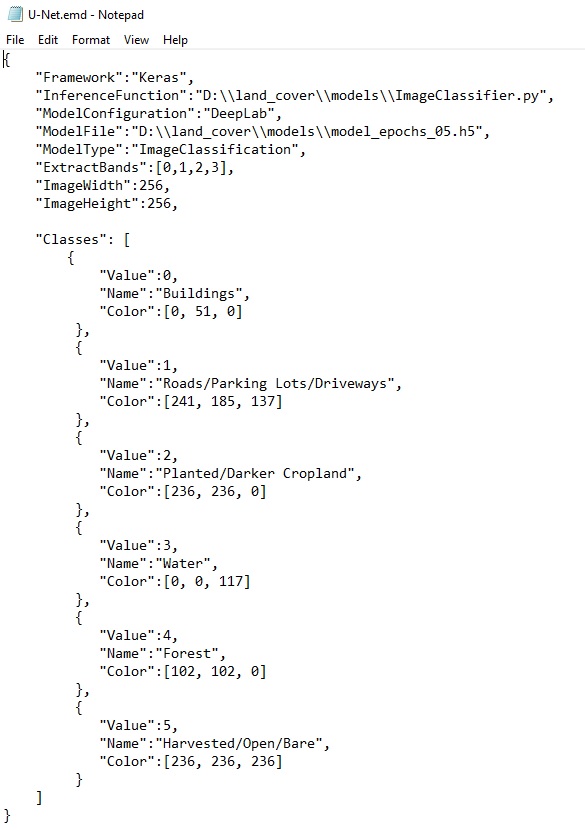 U-Net.emd - Notepad
File Edit Format View Help
{
    "Framework":"Keras",
    "InferenceFunction":"D:\\land_cover\\models\\ImageClassifier.py",
    "ModelConfiguration":"DeepLab",
    "ModelFile":"D:\\land_cover\\models\\model_epochs_05.h5",
    "ModelType":"ImageClassification",
    "ExtractBands":[0,1,2,3],
    "ImageWidth":256,
    "ImageHeight":256,

    "Classes": [
        {
            "Value":0,
            "Name":"Buildings",
            "Color":[0, 51, 0]
         },
         {
            "Value":1,
            "Name":"Roads/Parking Lots/Driveways",
            "Color":[241, 185, 137]
         },
         {
            "Value":2,
            "Name":"Planted/Darker Cropland",
            "Color":[236, 236, 0]
         },
         {
            "Value":3,
            "Name":"Water",
            "Color":[0, 0, 117]
         },
         {
            "Value":4,
            "Name":"Forest",
            "Color":[102, 102, 0]
         },
         {
            "Value":5,
            "Name":"Harvested/Open/Bare",
            "Color":[236, 236, 236]
         }
    ]
}